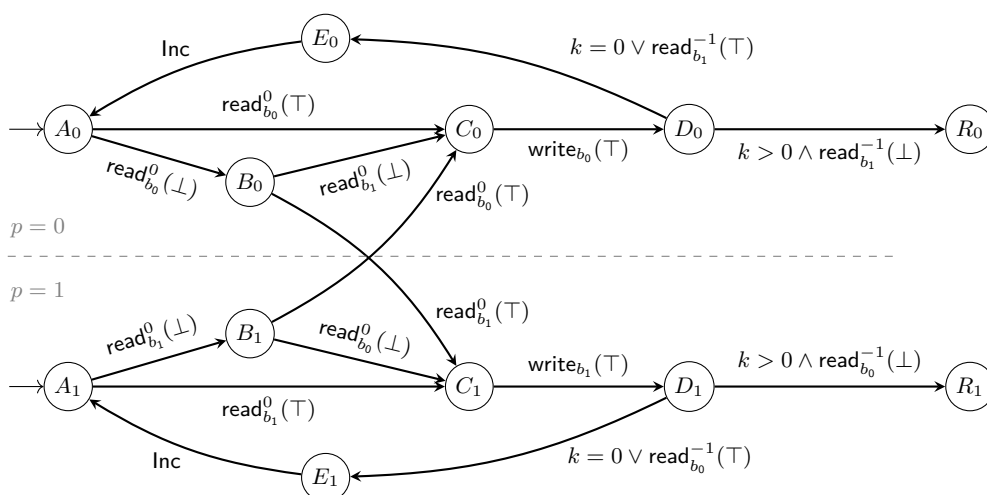 E₀
Inc
k = 0 ∨ read_{b₁}^{-1}(⊤)
A₀
read_{b₀}^{0}(⊤)
C₀
write_{b₀}(⊤)
D₀
k > 0 ∧ read_{b₁}^{-1}(⊥)
R₀
read_{b₀}^{0}(⊥)
B₀
read_{b₁}^{0}(⊥)
read_{b₀}^{0}(⊤)
p = 0
p = 1
read_{b₁}^{0}(⊤)
read_{b₁}^{0}(⊥)
B₁
read_{b₀}^{0}(⊥)
A₁
read_{b₁}^{0}(⊤)
C₁
write_{b₁}(⊤)
D₁
k > 0 ∧ read_{b₀}^{-1}(⊥)
R₁
Inc
E₁
k = 0 ∨ read_{b₀}^{-1}(⊤)